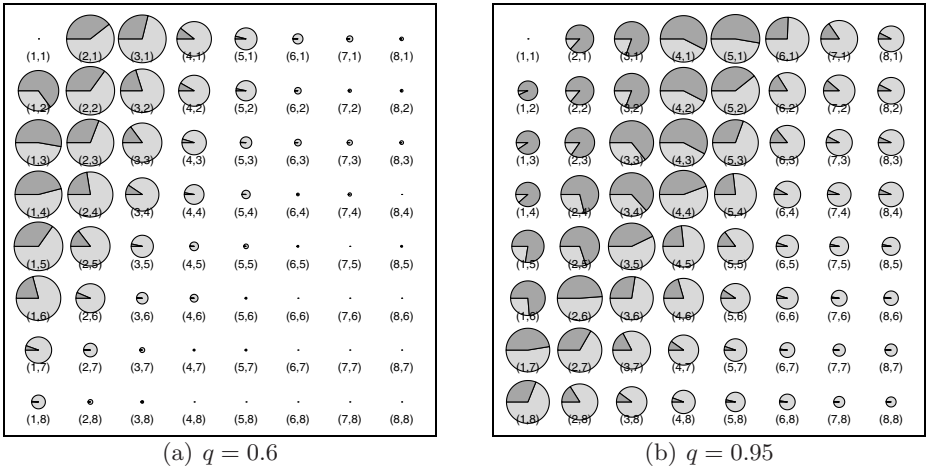 (1,1) (2,1) (3,1) (4,1) (5,1) (6,1) (7,1) (8,1)
(1,2) (2,2) (3,2) (4,2) (5,2) (6,2) (7,2) (8,2)
(1,3) (2,3) (3,3) (4,3) (5,3) (6,3) (7,3) (8,3)
(1,4) (2,4) (3,4) (4,4) (5,4) (6,4) (7,4) (8,4)
(1,5) (2,5) (3,5) (4,5) (5,5) (6,5) (7,5) (8,5)
(1,6) (2,6) (3,6) (4,6) (5,6) (6,6) (7,6) (8,6)
(1,7) (2,7) (3,7) (4,7) (5,7) (6,7) (7,7) (8,7)
(1,8) (2,8) (3,8) (4,8) (5,8) (6,8) (7,8) (8,8)
(a) q = 0.6
(1,1) (2,1) (3,1) (4,1) (5,1) (6,1) (7,1) (8,1)
(1,2) (2,2) (3,2) (4,2) (5,2) (6,2) (7,2) (8,2)
(1,3) (2,3) (3,3) (4,3) (5,3) (6,3) (7,3) (8,3)
(1,4) (2,4) (3,4) (4,4) (5,4) (6,4) (7,4) (8,4)
(1,5) (2,5) (3,5) (4,5) (5,5) (6,5) (7,5) (8,5)
(1,6) (2,6) (3,6) (4,6) (5,6) (6,6) (7,6) (8,6)
(1,7) (2,7) (3,7) (4,7) (5,7) (6,7) (7,7) (8,7)
(1,8) (2,8) (3,8) (4,8) (5,8) (6,8) (7,8) (8,8)
(b) q = 0.95